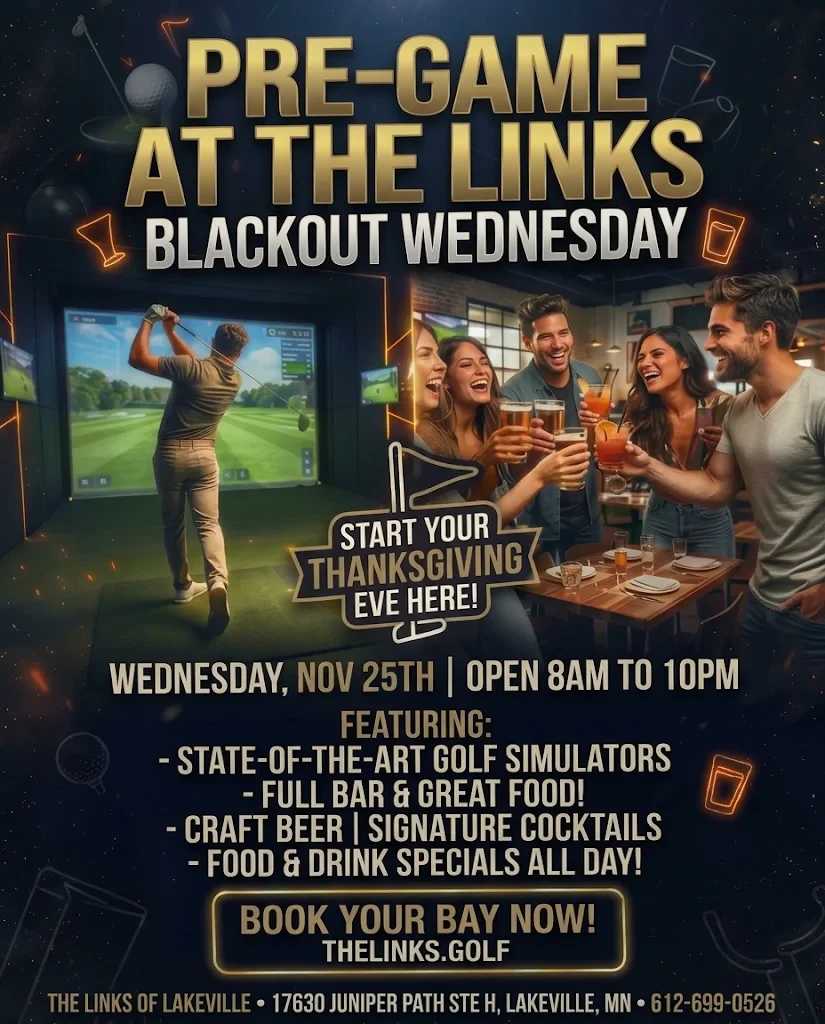 PRE-GAME
AT THE LINKS
BLACKOUT WEDNESDAY
START YOUR
THANKSGIVING
EVE HERE!
WEDNESDAY, NOV 25TH | OPEN 8AM TO 10PM
FEATURING:
- STATE-OF-THE-ART GOLF SIMULATORS
- FULL BAR & GREAT FOOD!
- CRAFT BEER | SIGNATURE COCKTAILS
- FOOD & DRINK SPECIALS ALL DAY!
BOOK YOUR BAY NOW!
THELINKS.GOLF
THE LINKS OF LAKEVILLE • 17630 JUNIPER PATH STE H, LAKEVILLE, MN • 612-699-0526